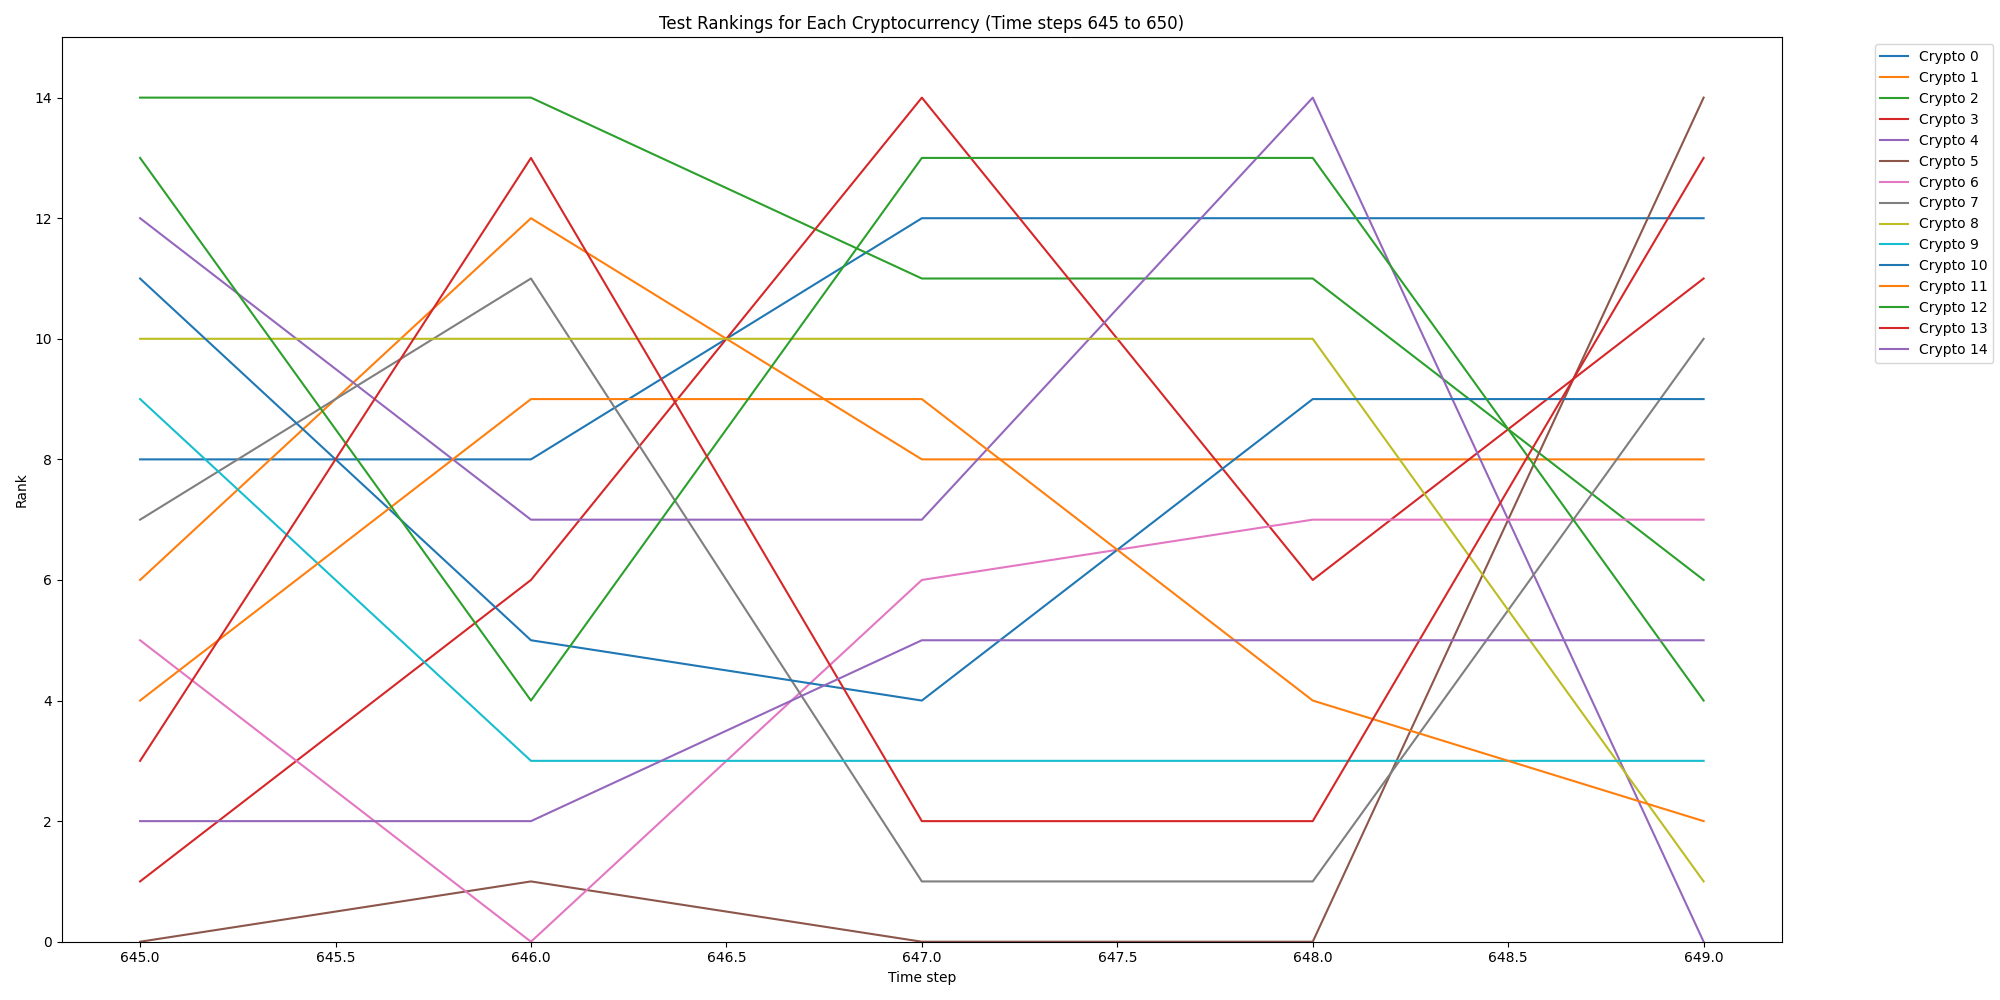 Test Rankings for Each Cryptocurrency (Time steps 645 to 650)
Rank
14
12
10
8
6
4
2
0
645.0 645.5 646.0 646.5 647.0 647.5 648.0 648.5 649.0
Time step
Crypto 0
Crypto 1
Crypto 2
Crypto 3
Crypto 4
Crypto 5
Crypto 6
Crypto 7
Crypto 8
Crypto 9
Crypto 10
Crypto 11
Crypto 12
Crypto 13
Crypto 14